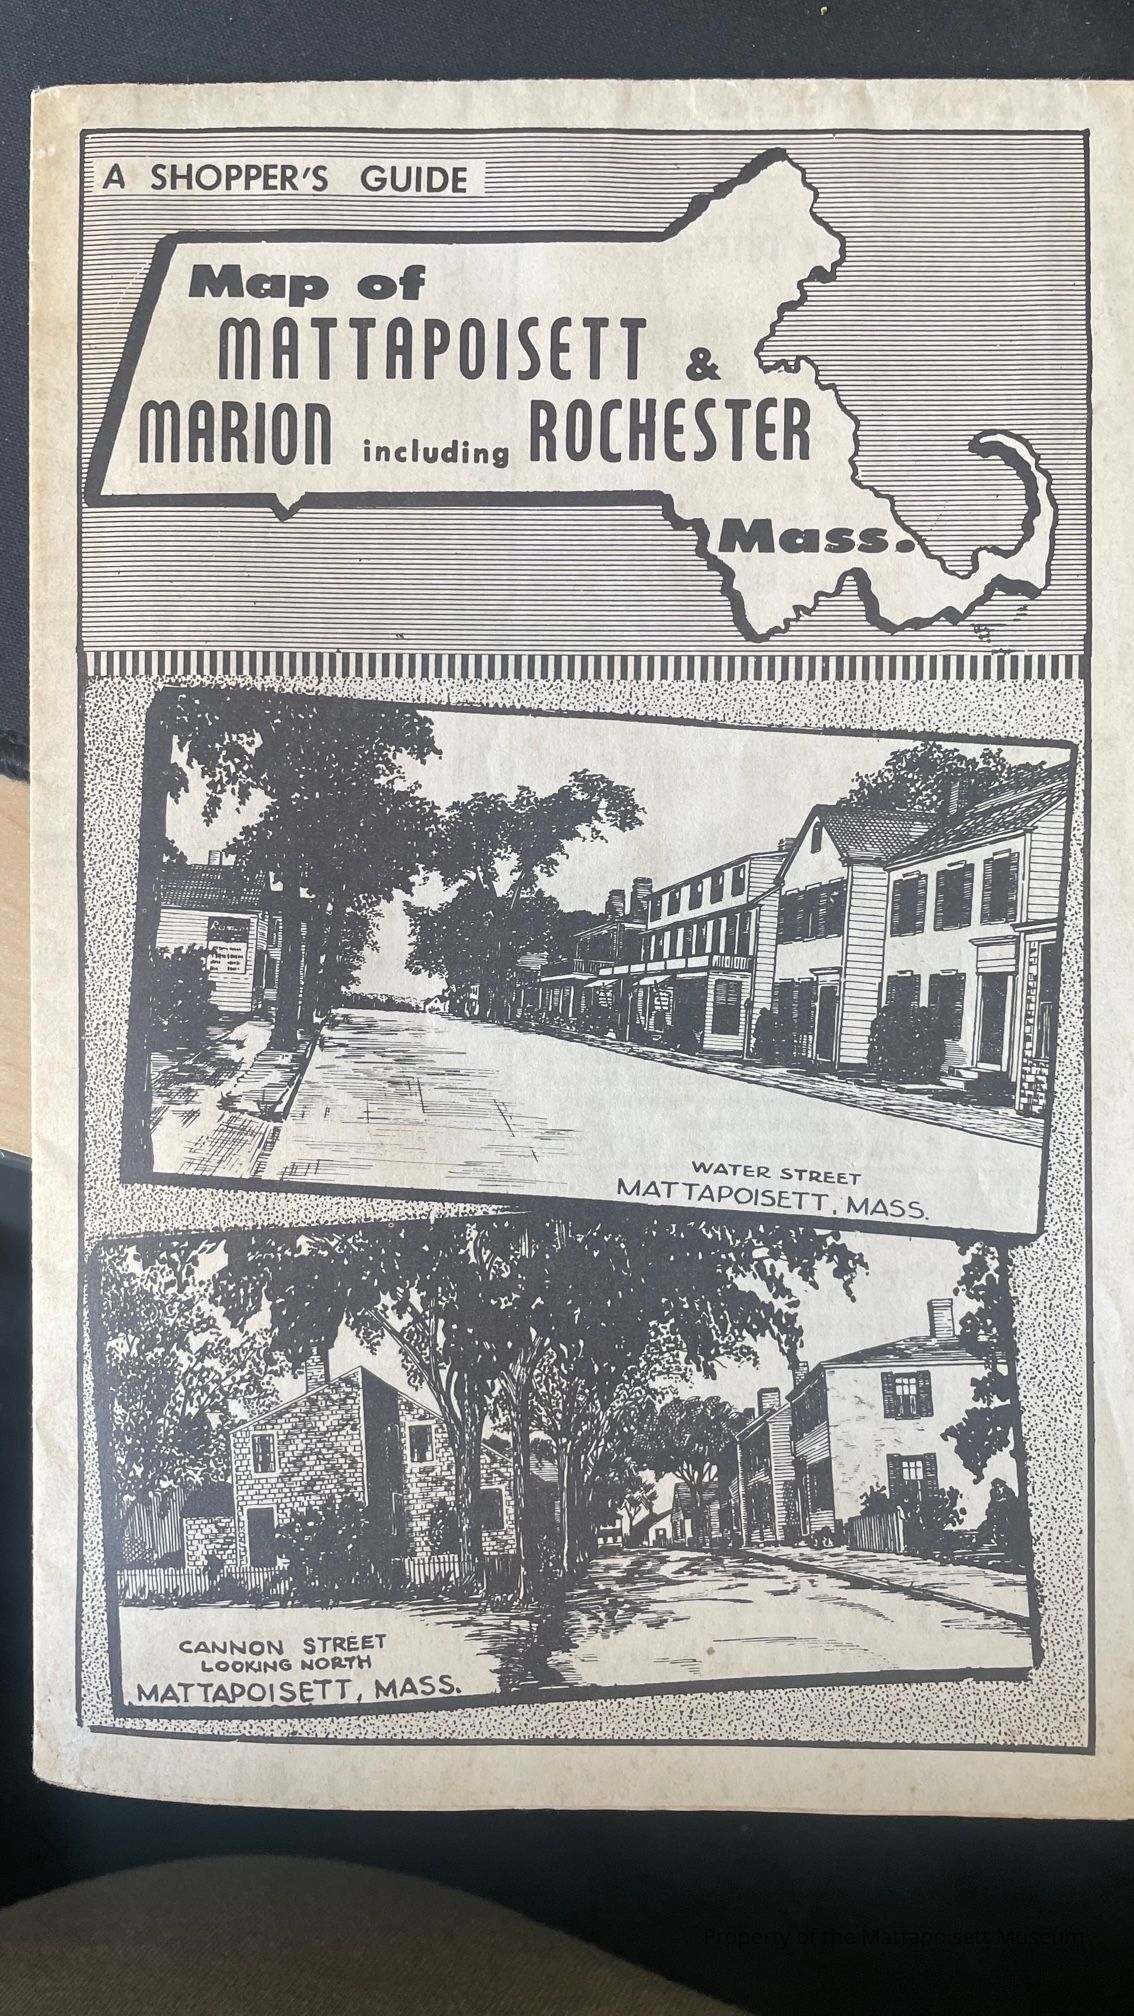 A SHOPPER'S GUIDE
Map of
MATTAPOISETT &
MARION including ROCHESTER
Mass.
WATER STREET
MATTAPOISETT, MASS.
CANNON STREET
LOOKING NORTH
MATTAPOISETT, MASS.
Property of the Mattapoisett Museum